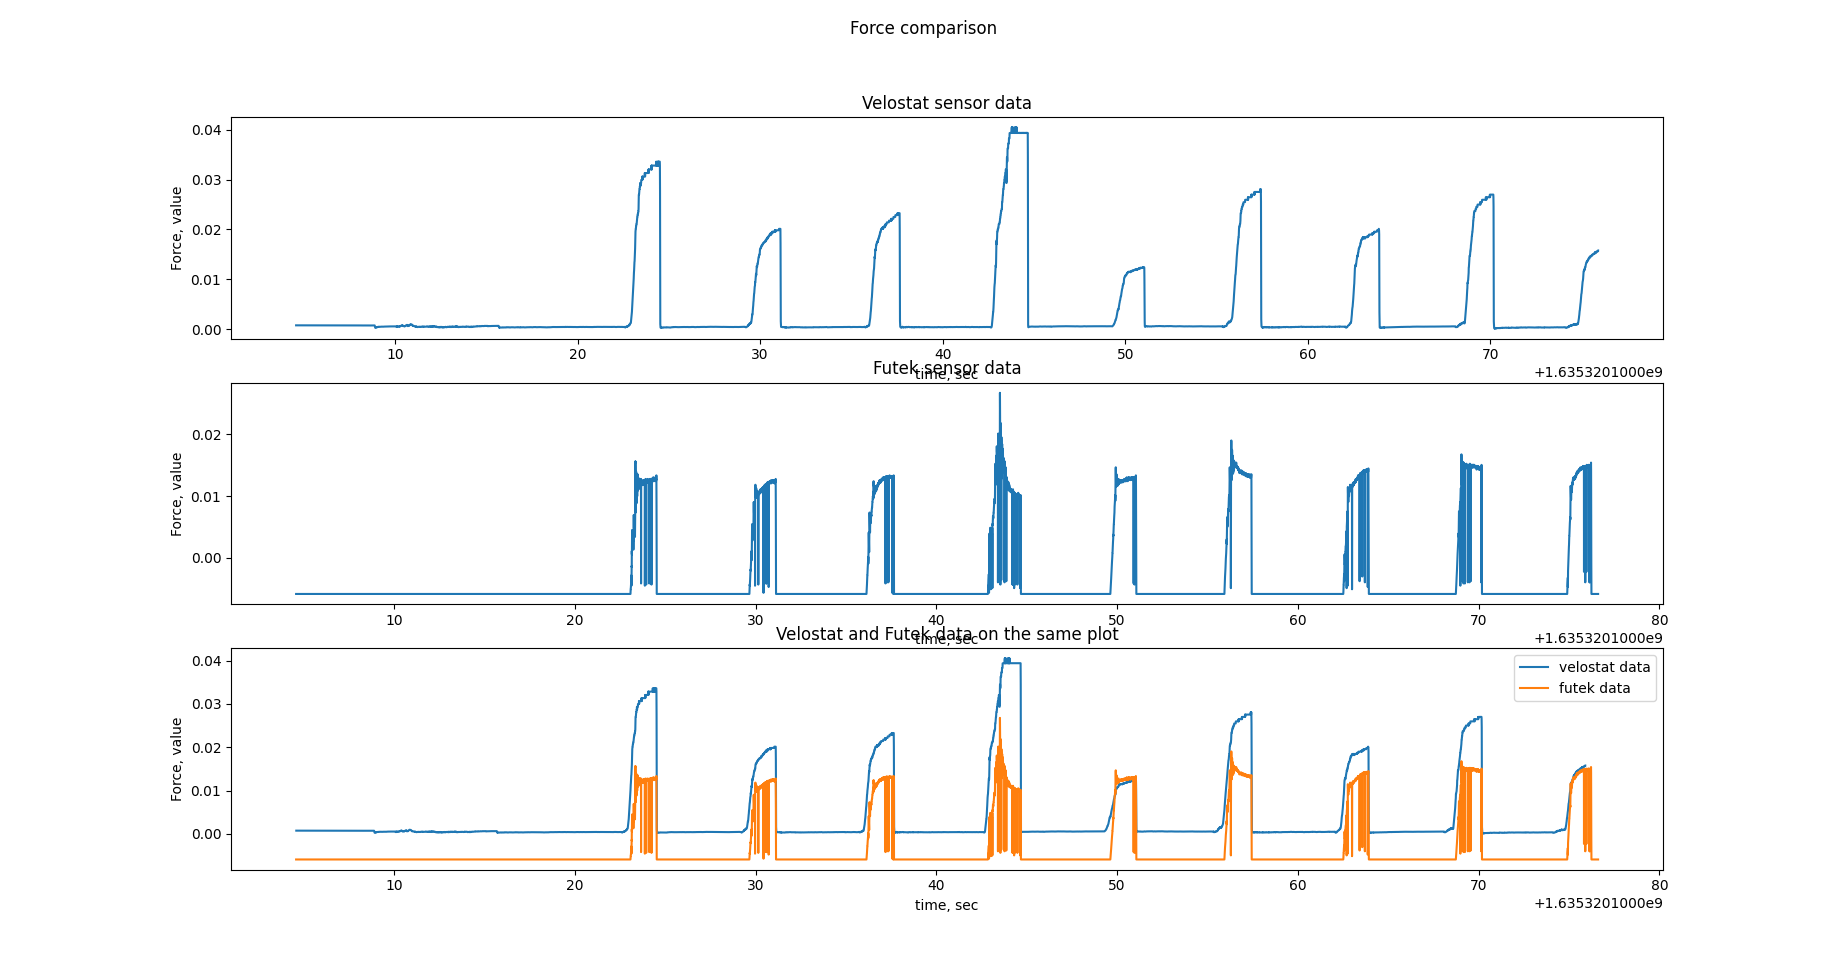 Force comparison
Velostat sensor data
Force, value
0.04
0.03
0.02
0.01
0.00
10 20 30 40 50 60 70
time, sec
+1.6353201000e9
Futek sensor data
Force, value
0.02
0.01
0.00
10 20 30 40 50 60 70 80
time, sec
+1.6353201000e9
Velostat and Futek data on the same plot
Force, value
0.04
0.03
0.02
0.01
0.00
velostat data
futek data
10 20 30 40 50 60 70 80
time, sec
+1.6353201000e9